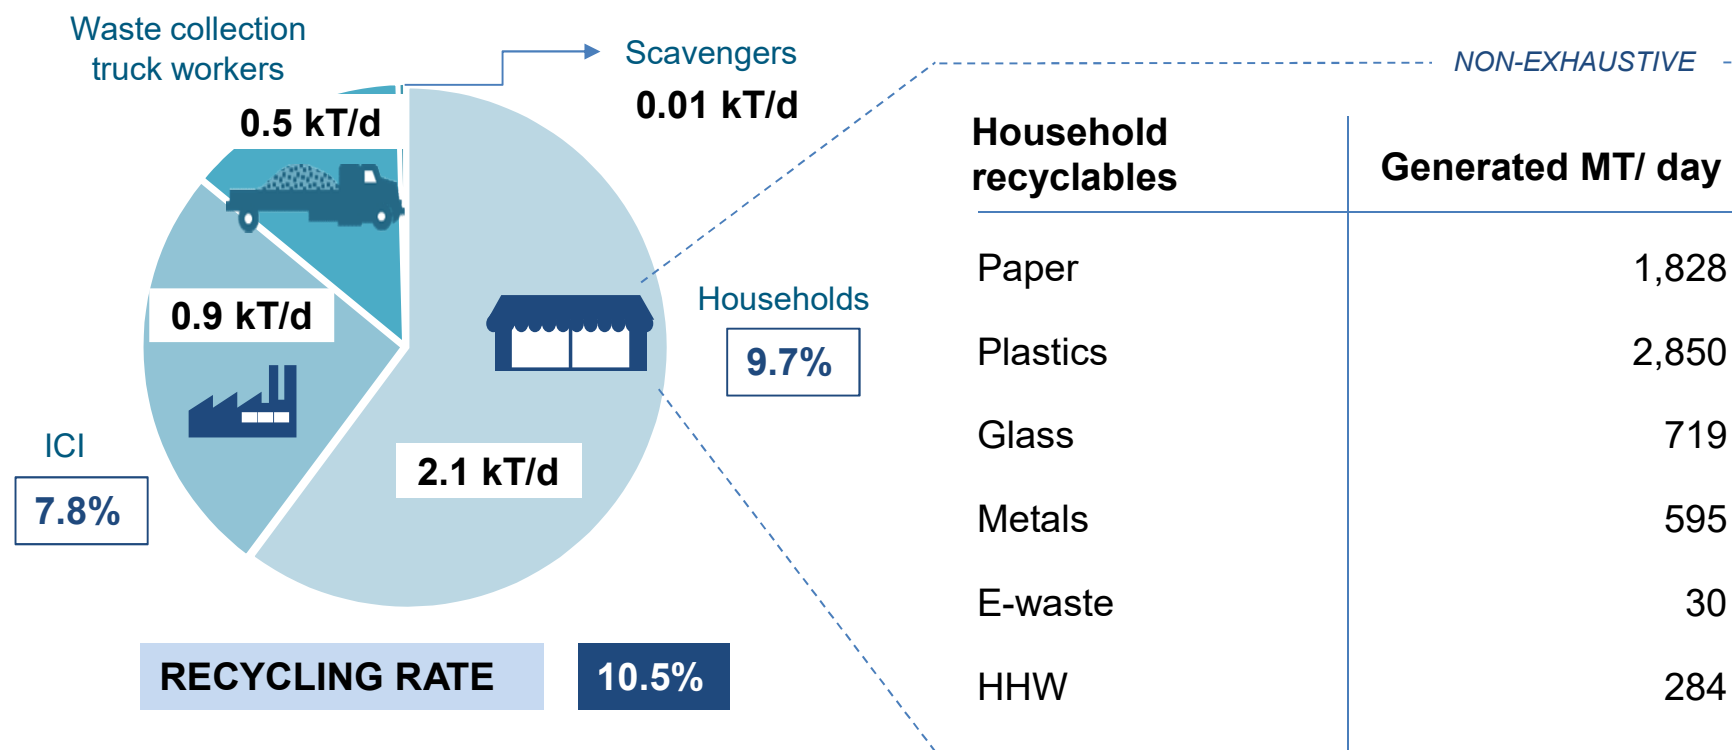 Waste collection
truck workers
0.5 kT/d
Scavengers
0.01 kT/d
0.9 kT/d
ICI
7.8%
Households
9.7%
2.1 kT/d
RECYCLING RATE 10.5%
NON-EXHAUSTIVE
Household
recyclables
Generated MT/ day
Paper 1,828
Plastics 2,850
Glass 719
Metals 595
E-waste 30
HHW 284